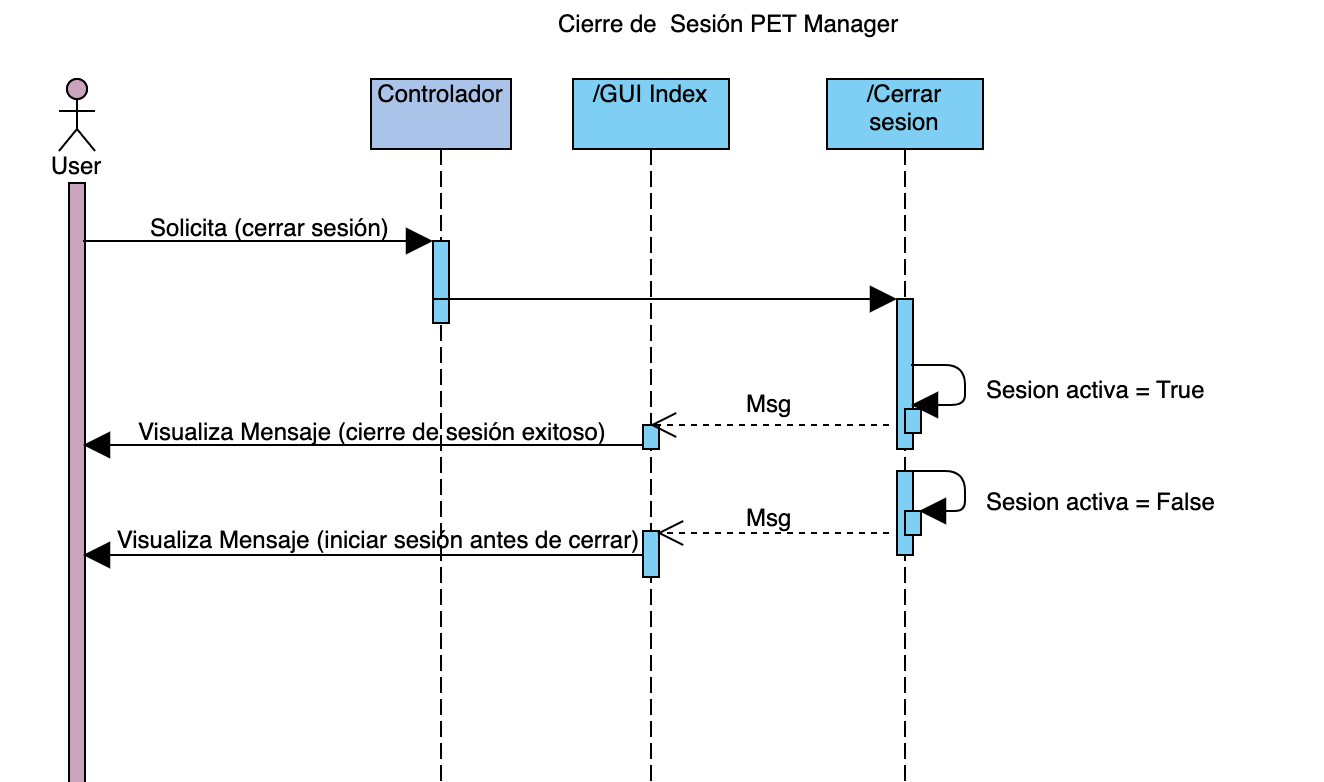 Cierre de  Sesión PET Manager
User
Controlador
/GUI Index
/Cerrar
sesion
Solicita (cerrar sesión)
Sesion activa = True
Msg
Visualiza Mensaje (cierre de sesión exitoso)
Sesion activa = False
Msg
Visualiza Mensaje (iniciar sesión antes de cerrar)